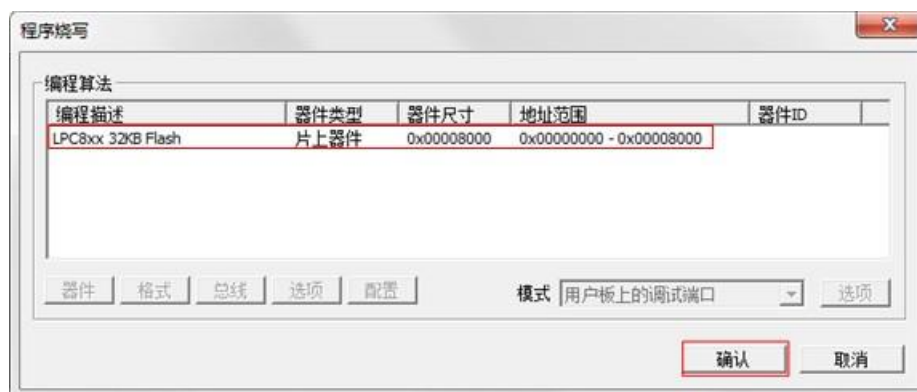 程序烧写
编程算法
编程描述 器件类型 器件尺寸 地址范围 器件ID
LPC8xx 32KB Flash 片上器件 0x00008000 0x00000000 - 0x00008000
器件 格式 总线 选项 配置 模式 用户板上的调试端口 选项
确认 取消